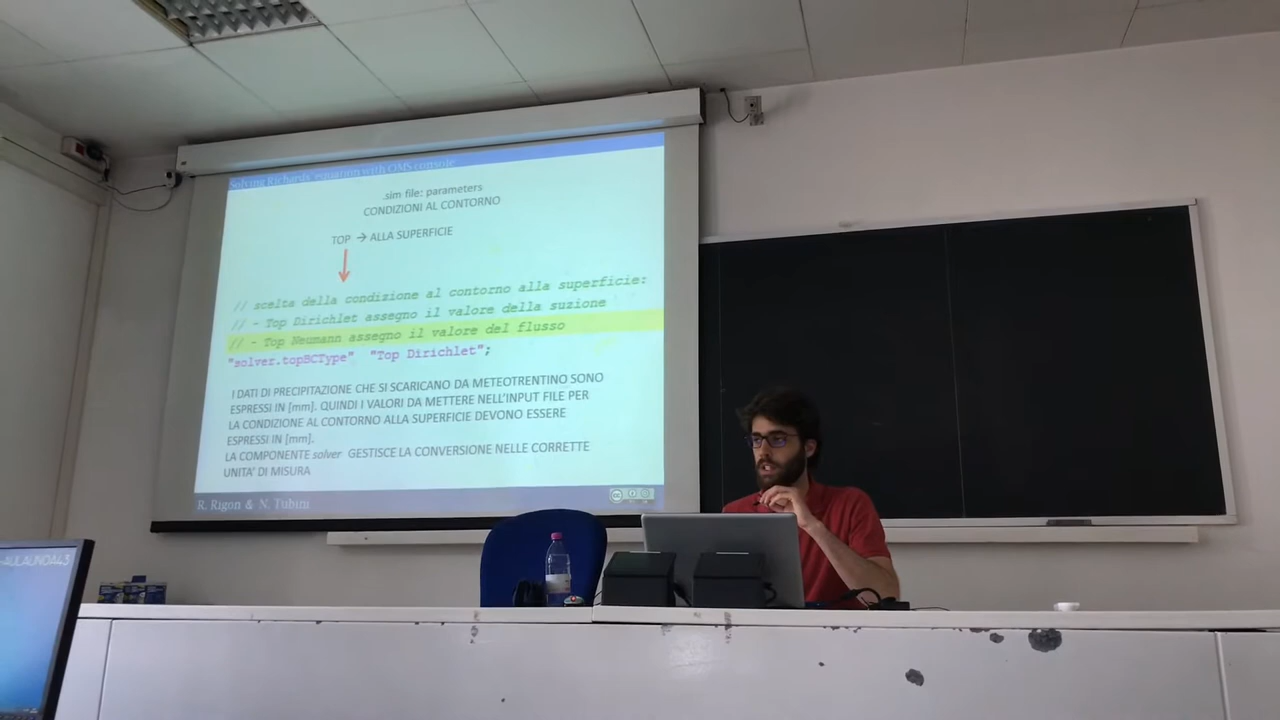 Solving Richards' equation with OMS console
.sim file: parameters
CONDIZIONI AL CONTORNO
TOP → ALLA SUPERFICIE
// scelta della condizione al contorno alla superficie:
// - Top Dirichlet assegno il valore della suzione
// - Top Neumann assegno il valore del flusso
"solver.topBCType" "Top Dirichlet";
I DATI DI PRECIPITAZIONE CHE SI SCARICANO DA METEOTRENTINO SONO
ESPRESSI IN [mm]. QUINDI I VALORI DA METTERE NELL'INPUT FILE PER
LA CONDIZIONE AL CONTORNO ALLA SUPERFICIE DEVONO ESSERE
ESPRESSI IN [mm].
LA COMPONENTE solver GESTISCE LA CONVERSIONE NELLE CORRETTE
UNITA' DI MISURA
R. Rigon & N. Tubini